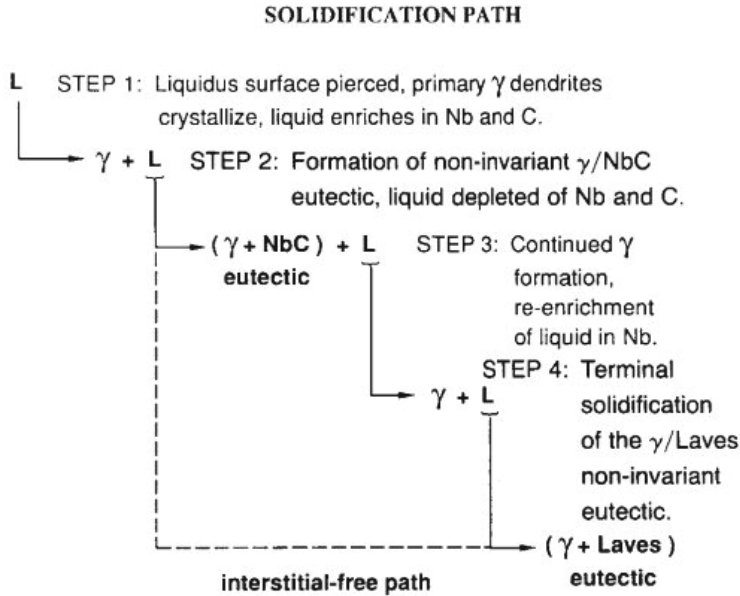 SOLIDIFICATION PATH
L STEP 1: Liquidus surface pierced, primary γ dendrites
crystallize, liquid enriches in Nb and C.
γ + L STEP 2: Formation of non-invariant γ/NbC
eutectic, liquid depleted of Nb and C.
(γ + NbC) + L STEP 3: Continued γ
eutectic formation,
re-enrichment
of liquid in Nb.
STEP 4: Terminal
γ + L solidification
of the γ/Laves
non-invariant
eutectic.
(γ + Laves)
interstitial-free path eutectic